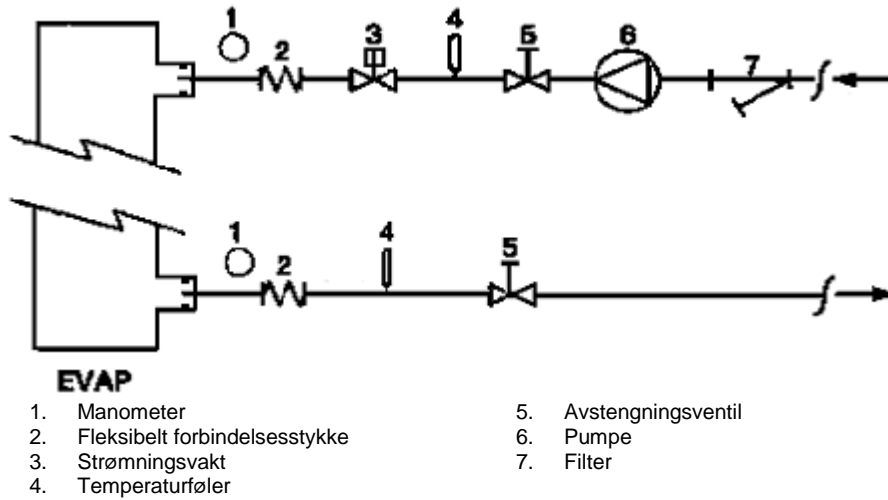 1 2 3 4 5 6 7
1 2 4 5
EVAP
1. Manometer
2. Fleksibelt forbindelsesstykke
3. Strømningsvakt
4. Temperaturføler
5. Avstengningsventil
6. Pumpe
7. Filter